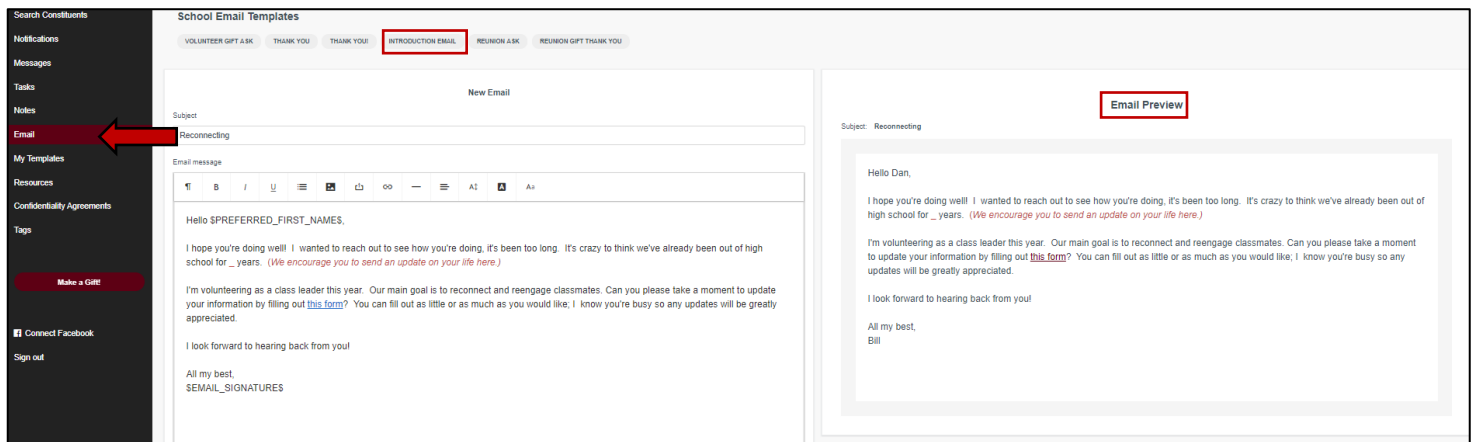 Search Constituents
Notifications
Messages
Tasks
Notes
Email
My Templates
Resources
Confidentiality Agreements
Tags
Make a Gift!
Connect Facebook
Sign out
School Email Templates
VOLUNTEER GIFT ASK THANK YOU THANK YOU! INTRODUCTION EMAIL REUNION ASK REUNION GIFT THANK YOU
New Email
Subject
Reconnecting
Email message
¶ B I U A A
Hello $PREFERRED_FIRST_NAME$,
I hope you're doing well! I wanted to reach out to see how you're doing, it's been too long. It's crazy to think we've already been out of high
school for _ years. (We encourage you to send an update on your life here.)
I'm volunteering as a class leader this year. Our main goal is to reconnect and reengage classmates. Can you please take a moment to update
your information by filling out this form? You can fill out as little or as much as you would like; I know you're busy so any updates will be greatly
appreciated.
I look forward to hearing back from you!
All my best,
$EMAIL_SIGNATURE$
Email Preview
Subject: Reconnecting
Hello Dan,
I hope you're doing well! I wanted to reach out to see how you're doing, it's been too long. It's crazy to think we've already been out of
high school for _ years. (We encourage you to send an update on your life here.)
I'm volunteering as a class leader this year. Our main goal is to reconnect and reengage classmates. Can you please take a moment
to update your information by filling out this form? You can fill out as little or as much as you would like; I know you're busy so any
updates will be greatly appreciated.
I look forward to hearing back from you!
All my best,
Bill